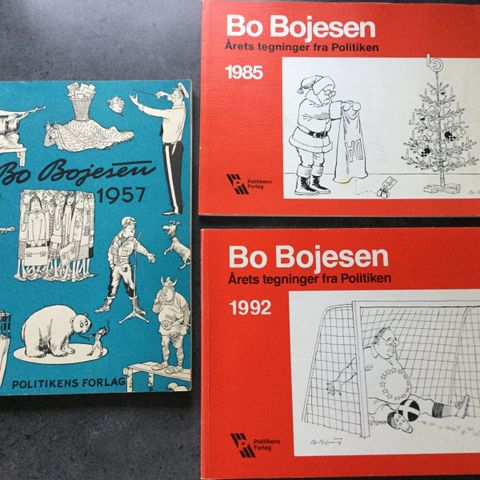 Bo Bojesen
1957
POLITIKENS FORLAG
Bo Bojesen
Årets tegninger fra Politiken
1985
Politikens
Forlag
Bo Bojesen
Årets tegninger fra Politiken
1992
Politikens
Forlag